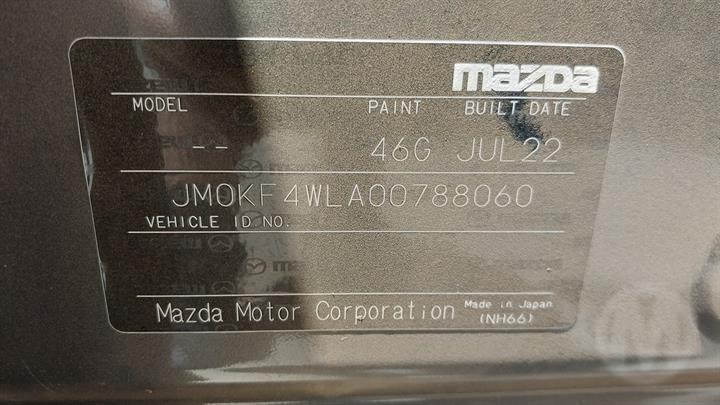 mazda
MODEL PAINT BUILT DATE
-- 46G JUL22
JM0KF4WLA00788060
VEHICLE ID.NO.
Mazda Motor Corporation Made in Japan
(NH66)